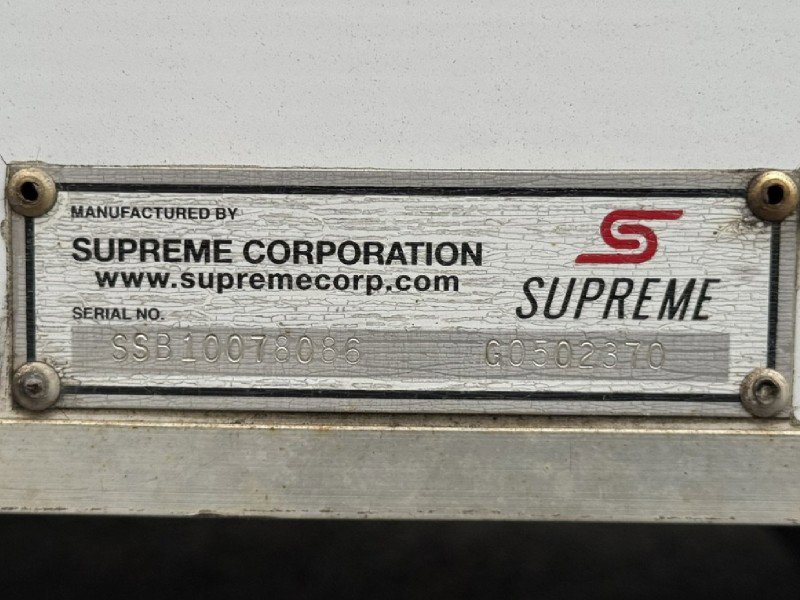 MANUFACTURED BY
SUPREME CORPORATION
www.supremecorp.com
SUPREME
SERIAL NO.
SSB10078086 G0502370